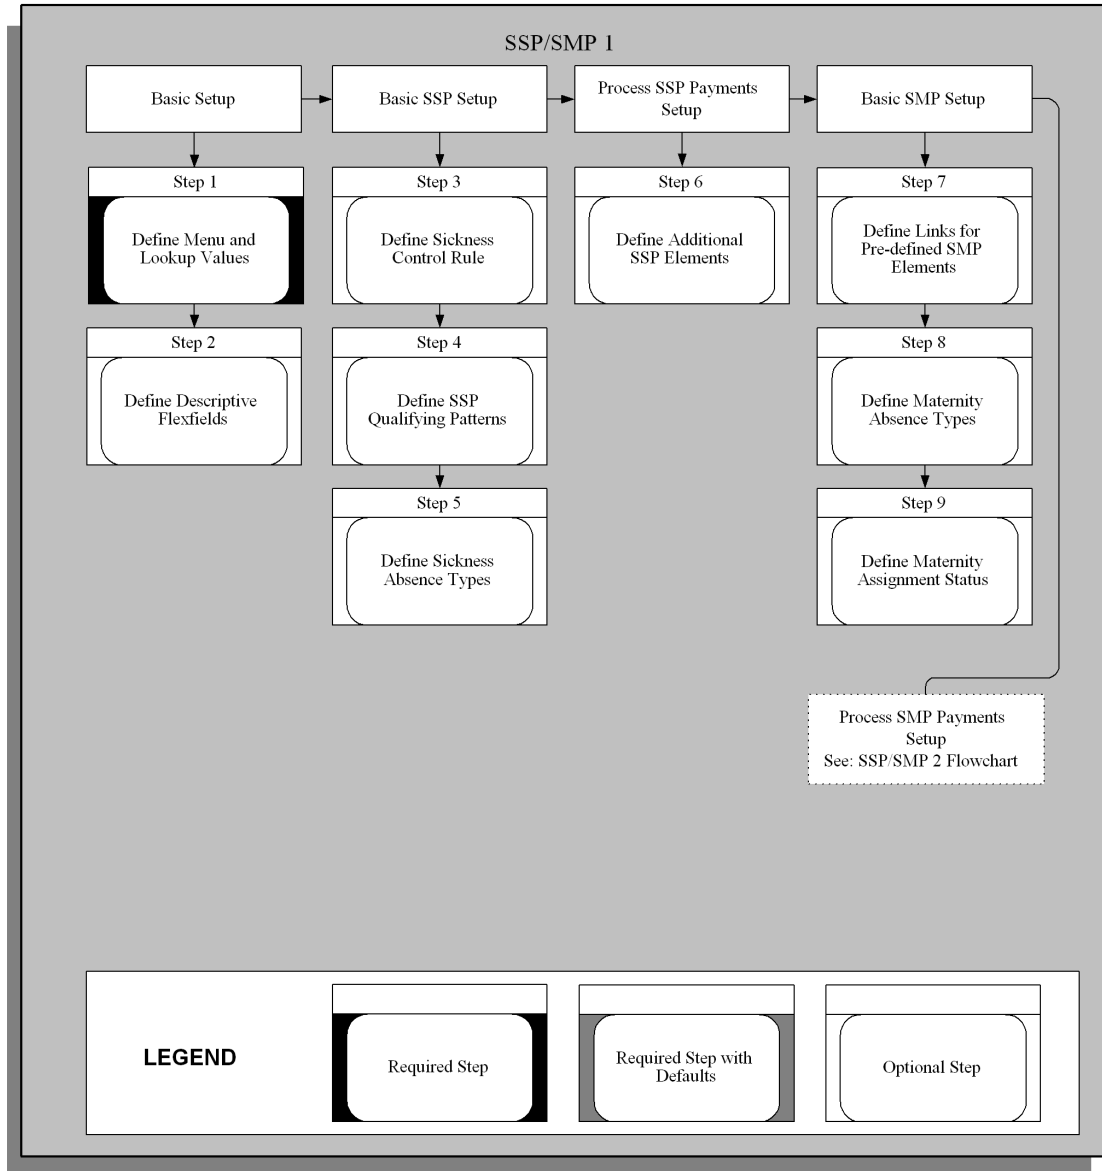 SSP/SMP 1
Basic Setup
Basic SSP Setup
Process SSP Payments
Setup
Basic SMP Setup
Step 1
Define Menu and
Lookup Values
Step 2
Define Descriptive
Flexfields
Step 3
Define Sickness
Control Rule
Step 4
Define SSP
Qualifying Patterns
Step 5
Define Sickness
Absence Types
Step 6
Define Additional
SSP Elements
Step 7
Define Links for
Pre-defined SMP
Elements
Step 8
Define Maternity
Absence Types
Step 9
Define Maternity
Assignment Status
Process SMP Payments
Setup
See: SSP/SMP 2 Flowchart
LEGEND
Required Step
Required Step with
Defaults
Optional Step